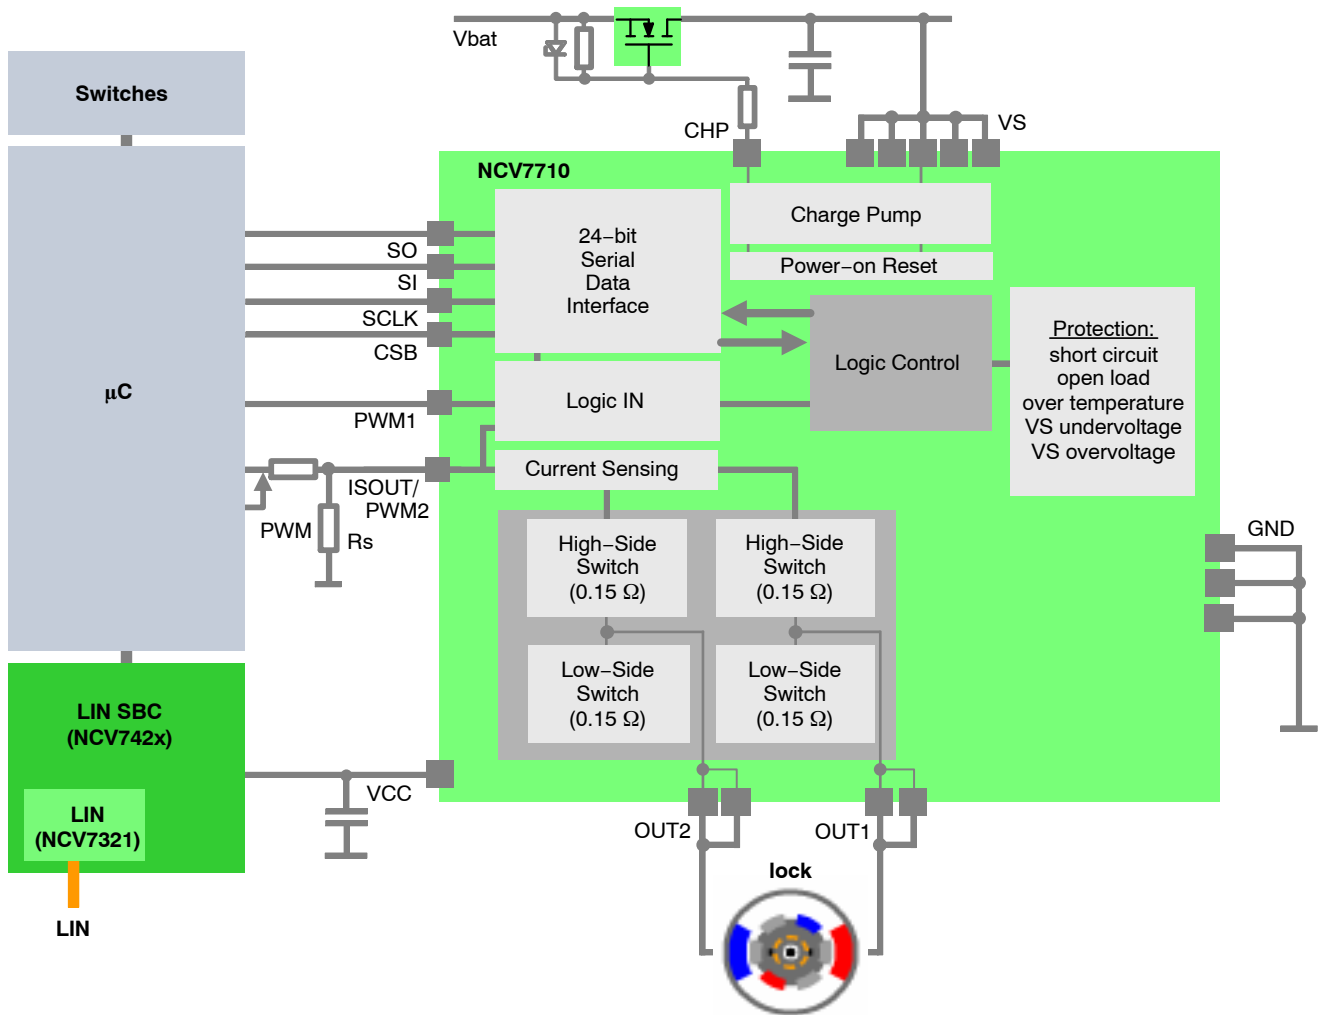 Vbat
Switches
CHP
VS
NCV7710
24−bit
Serial
Data
Interface
Charge Pump
Power−on Reset
SO
SI
SCLK
CSB
Logic Control
Protection:
short circuit
open load
over temperature
VS undervoltage
VS overvoltage
μC
Logic IN
PWM1
Current Sensing
ISOUT/
PWM2
PWM
Rs
High−Side
Switch
(0.15 Ω)
High−Side
Switch
(0.15 Ω)
GND
Low−Side
Switch
(0.15 Ω)
Low−Side
Switch
(0.15 Ω)
LIN SBC
(NCV742x)
VCC
LIN
(NCV7321)
OUT2
OUT1
lock
LIN